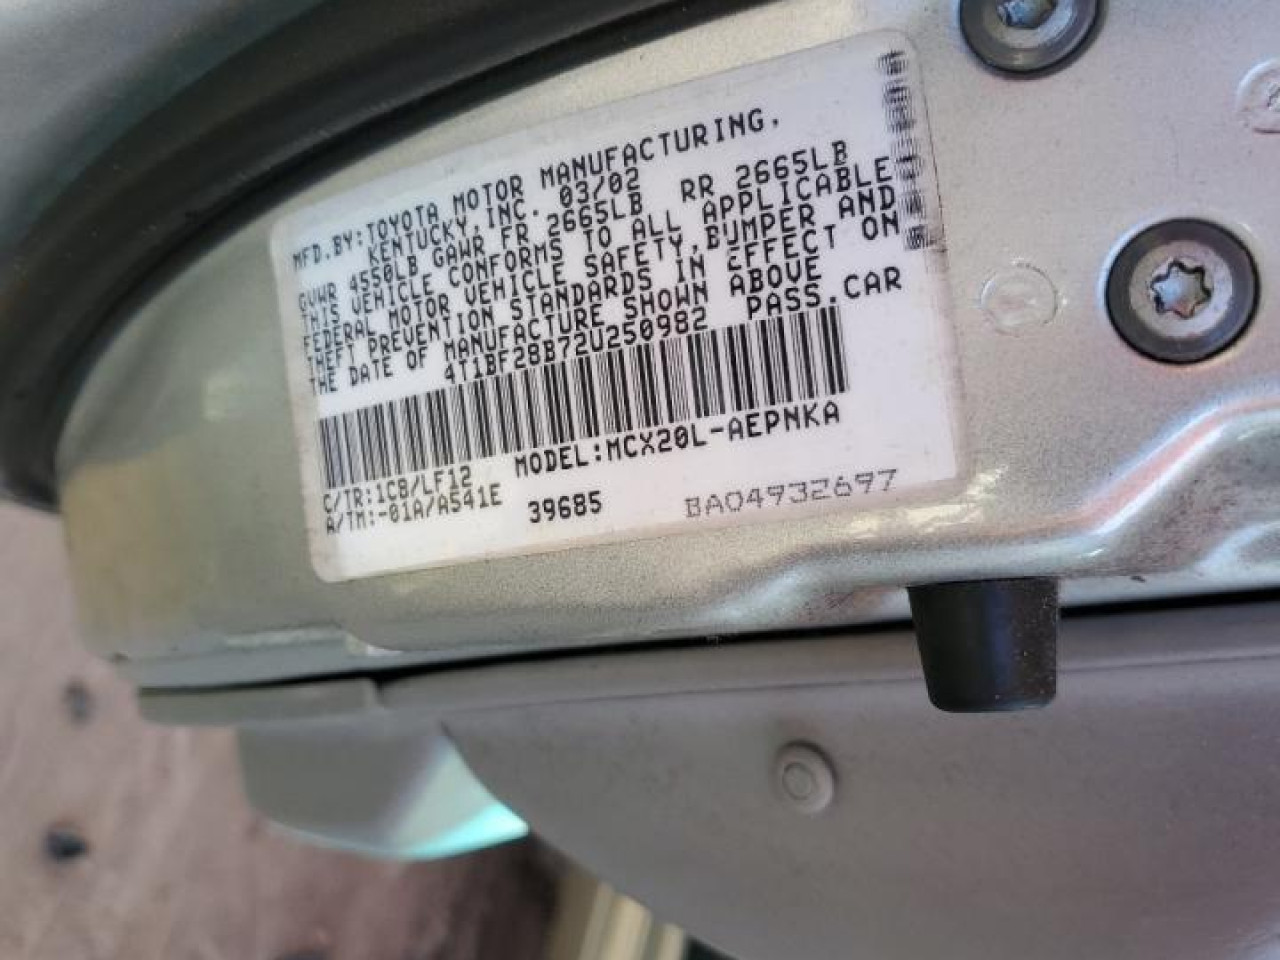 MFD.BY:TOYOTA MOTOR MANUFACTURING,
KENTUCKY,INC. 03/02
GVWR 4550LB GAWR FR 2665LB RR 2665LB
THIS VEHICLE CONFORMS TO ALL APPLICABLE
FEDERAL MOTOR VEHICLE SAFETY,BUMPER AND
THEFT PREVENTION STANDARDS IN EFFECT ON
THE DATE OF MANUFACTURE SHOWN ABOVE
4T1BF28B72U250982 PASS.CAR
C/TR:1C8/LF12 MODEL:MCX20L-AEPNKA
A/TM:-01A/A541E 39685 BA04932697